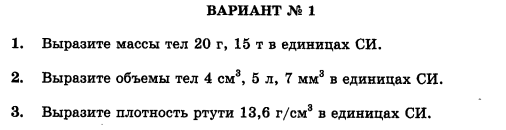 ВАРИАНТ № 1
1. Выразите массы тел 20 г, 15 т в единицах СИ.
2. Выразите объемы тел 4 см³, 5 л, 7 мм³ в единицах СИ.
3. Выразите плотность ртути 13,6 г/см³ в единицах СИ.